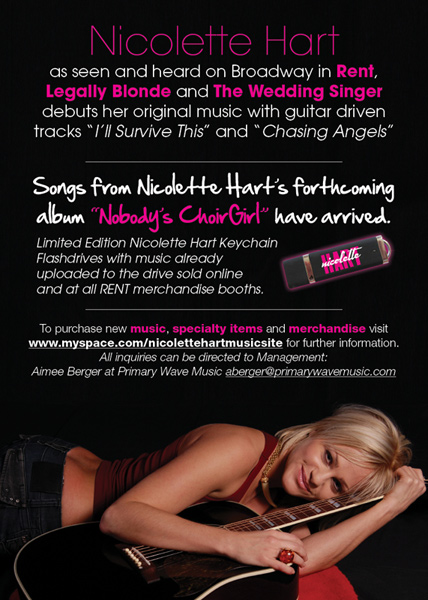 Nicolette Hart
as seen and heard on Broadway in Rent,
Legally Blonde and The Wedding Singer
debuts her original music with guitar driven
tracks "I'll Survive This" and "Chasing Angels"
Songs from Nicolette Hart's forthcoming
album "Nobody's ChoirGirl" have arrived.
Limited Edition Nicolette Hart Keychain
Flashdrives with music already
uploaded to the drive sold online
and at all RENT merchandise booths.
nicolette
HART
To purchase new music, specialty items and merchandise visit
www.myspace.com/nicolettehartmusicsite for further information.
All inquiries can be directed to Management:
Aimee Berger at Primary Wave Music aberger@primarywavemusic.com